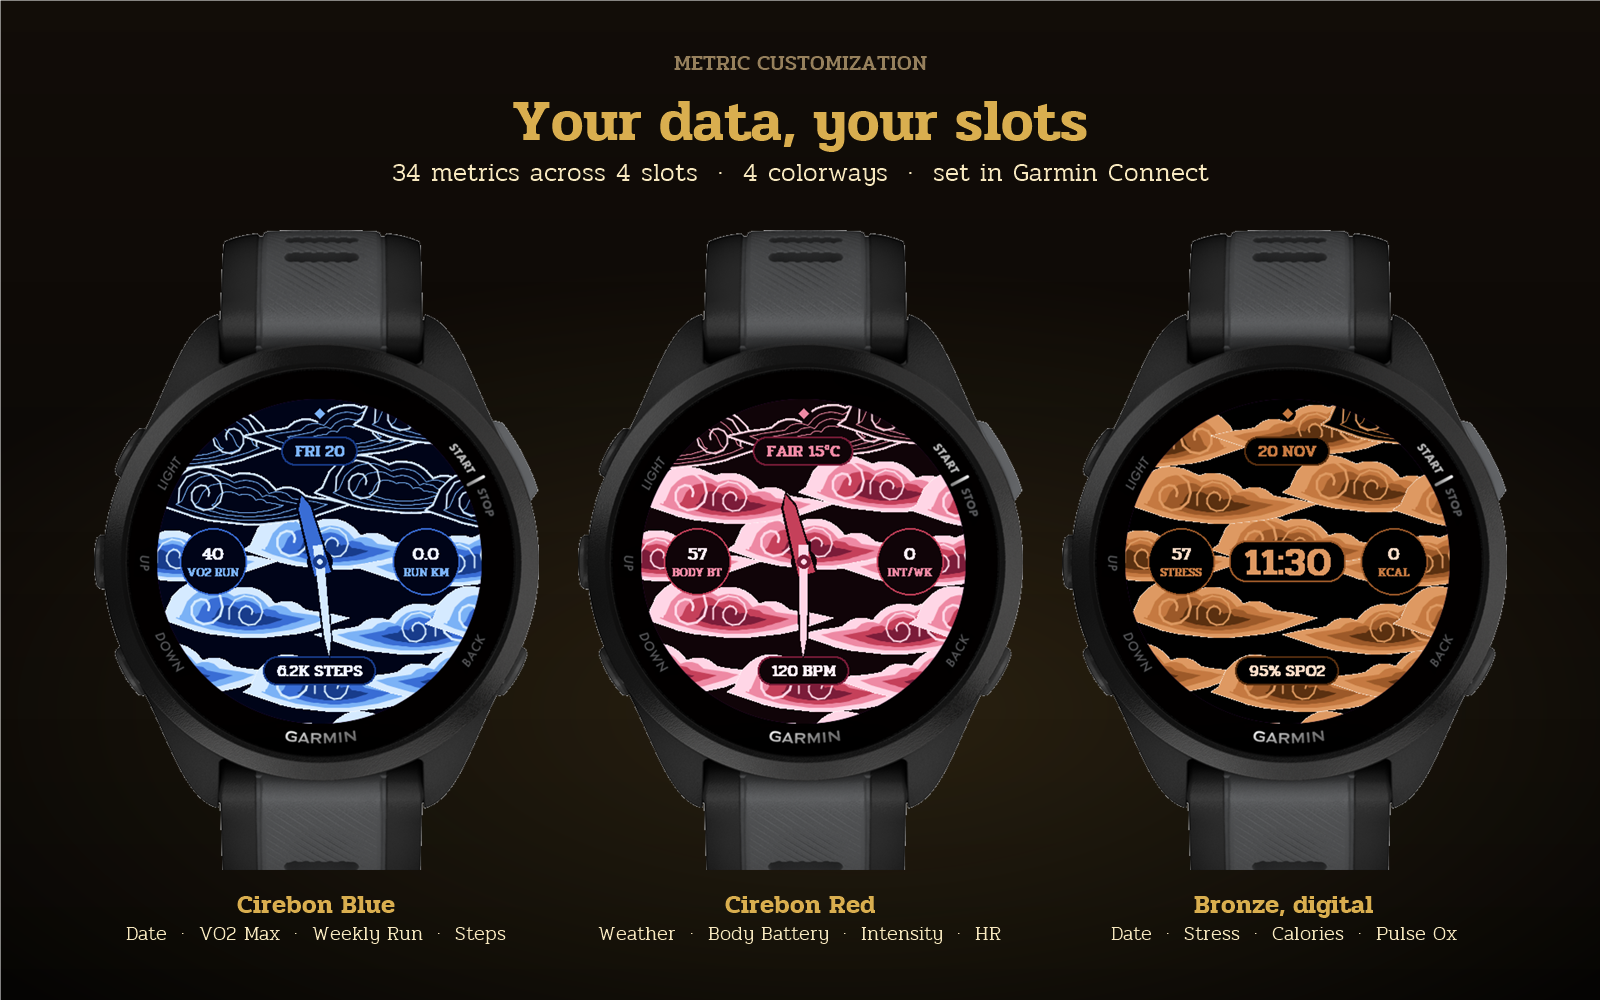 METRIC CUSTOMIZATION
Your data, your slots
34 metrics across 4 slots · 4 colorways · set in Garmin Connect
LIGHT
START
STOP
UP
DOWN
BACK
FRI 20
40
VO2 RUN
0.0
RUN KM
6.2K STEPS
GARMIN
LIGHT
START
STOP
UP
DOWN
BACK
FAIR 15°C
57
BODY BT
0
INT/WK
120 BPM
GARMIN
LIGHT
START
STOP
UP
DOWN
BACK
20 NOV
57
STRESS
11:30
0
KCAL
95% SPO2
GARMIN
Cirebon Blue
Date · VO2 Max · Weekly Run · Steps
Cirebon Red
Weather · Body Battery · Intensity · HR
Bronze, digital
Date · Stress · Calories · Pulse Ox